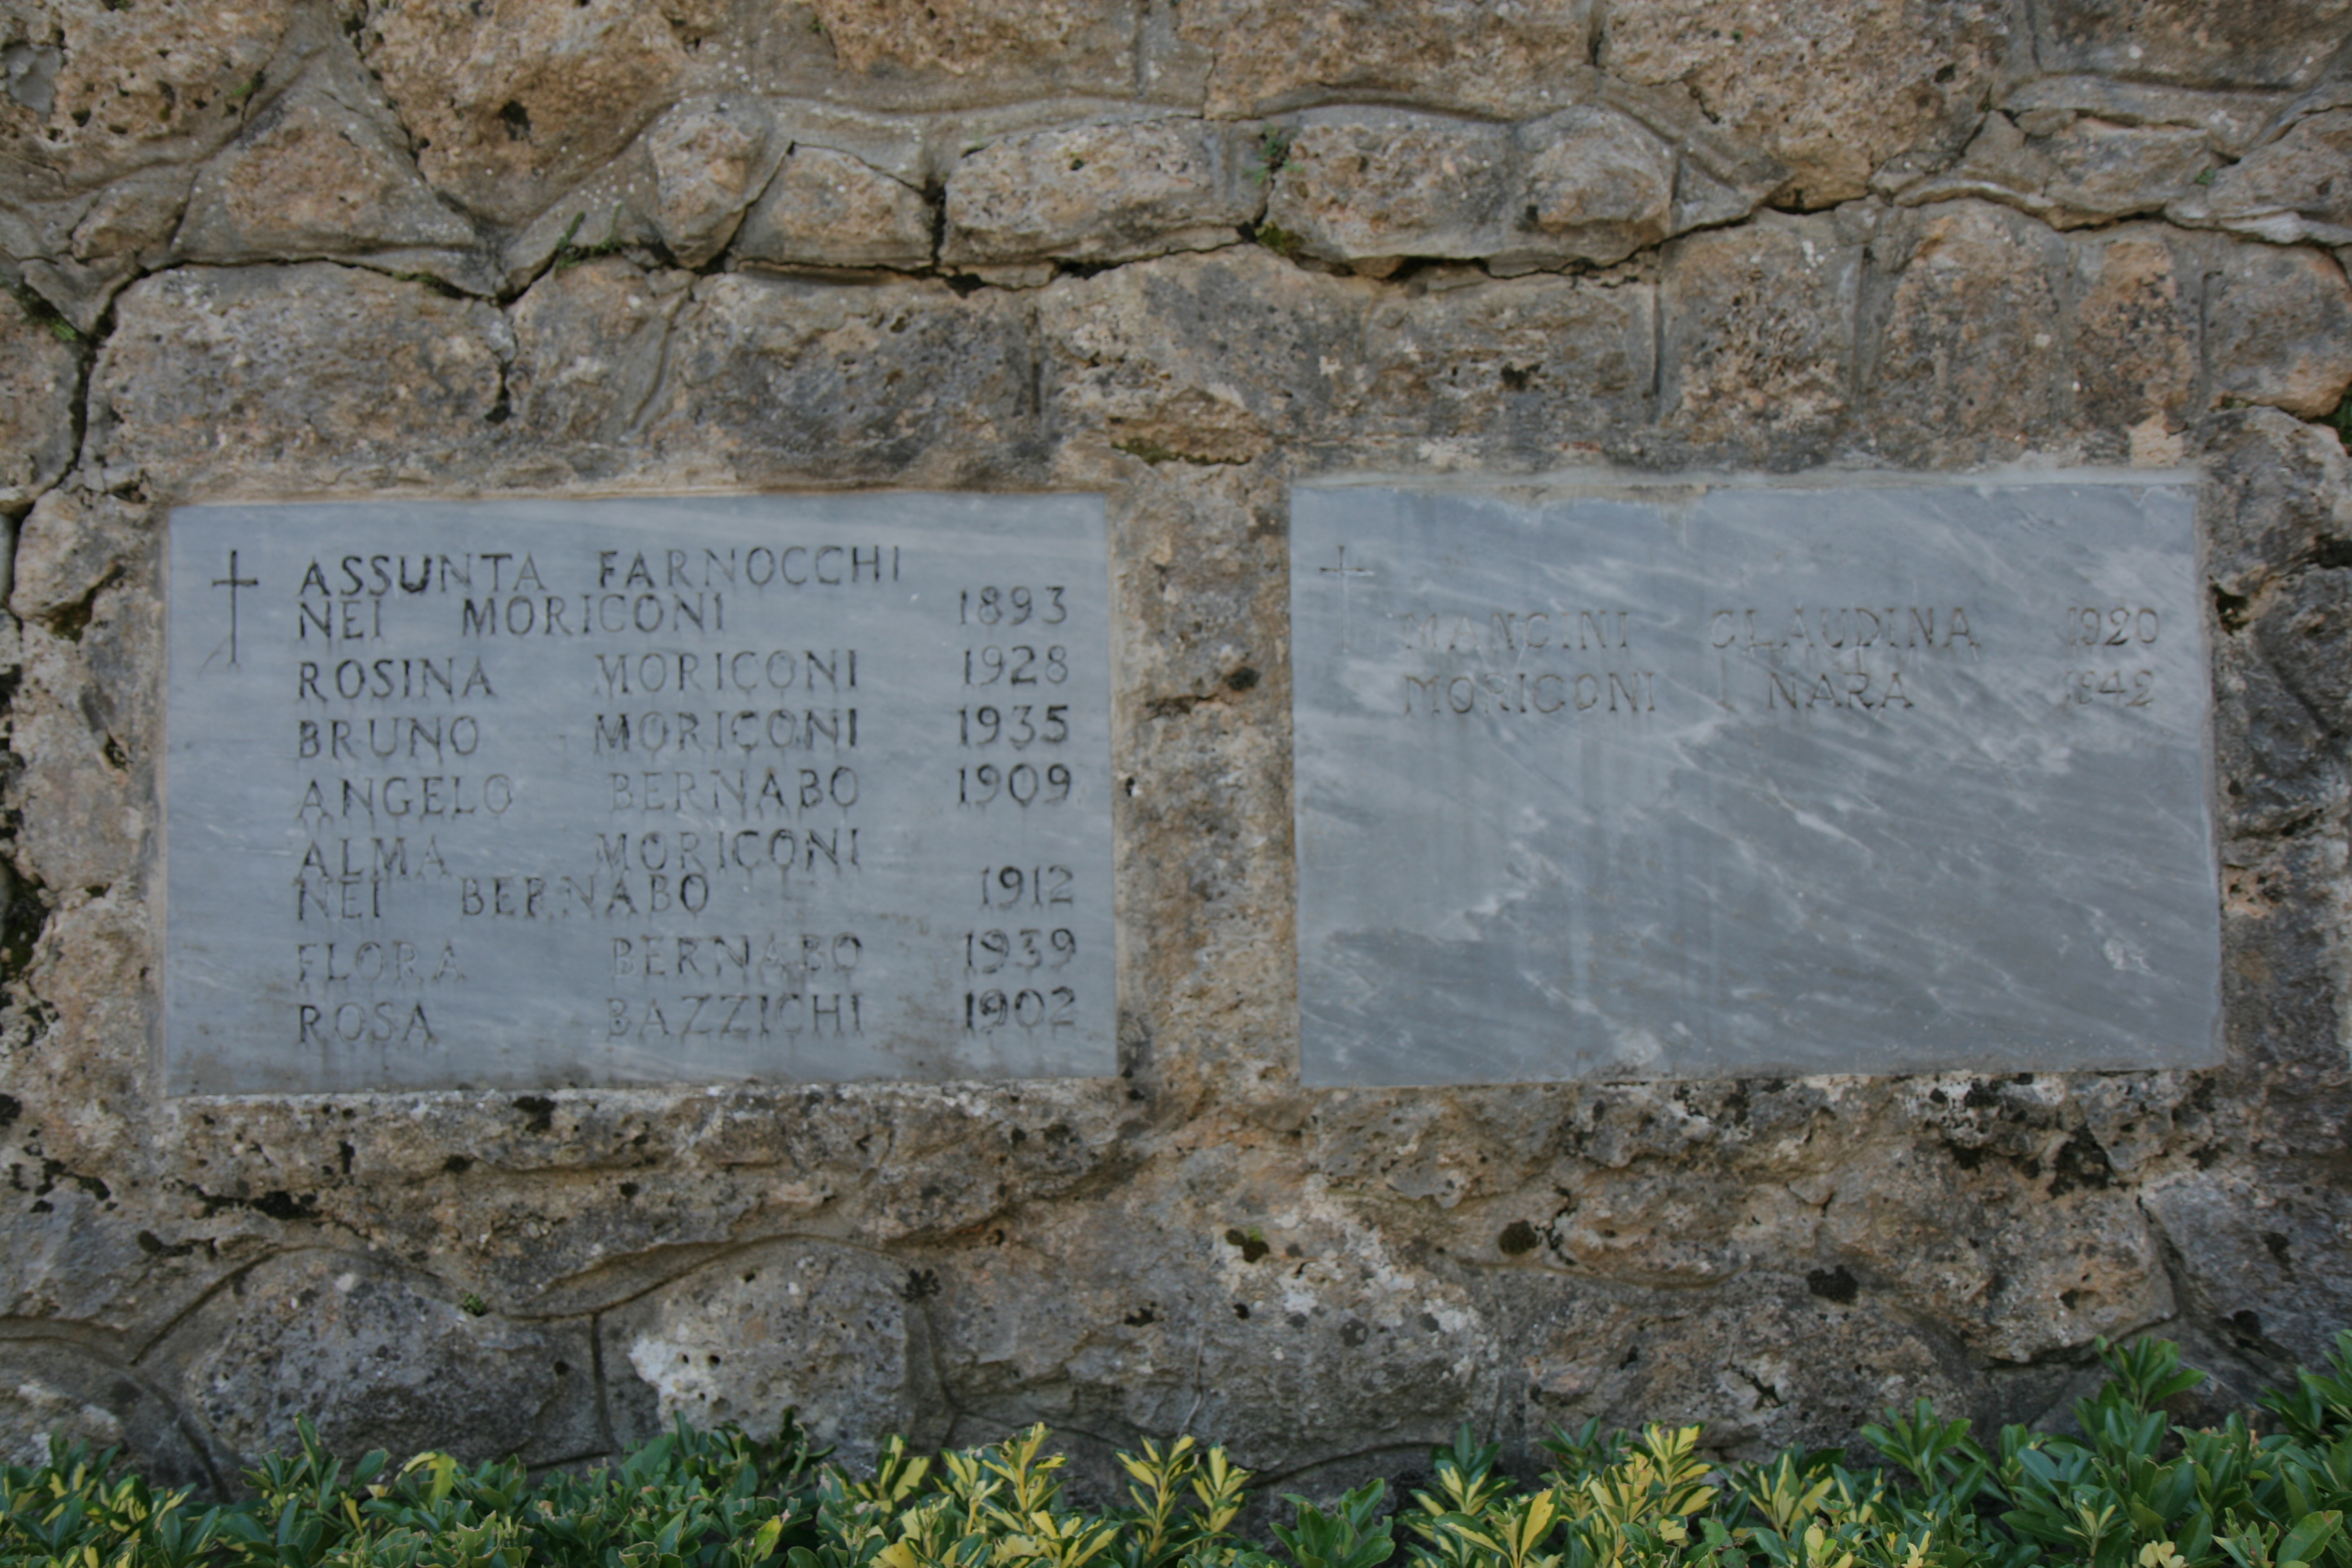 ASSUNTA FARNOCCHI
NEI MORICONI 1893
ROSINA MORICONI 1928
BRUNO MORICONI 1935
ANGELO BERNABO 1909
ALMA MORICONI
NEI BERNABO 1912
FLORA BERNABO 1939
ROSA BAZZICHI 1902
MANCINI CLAUDINA 1920
MORICONI NARA 1942